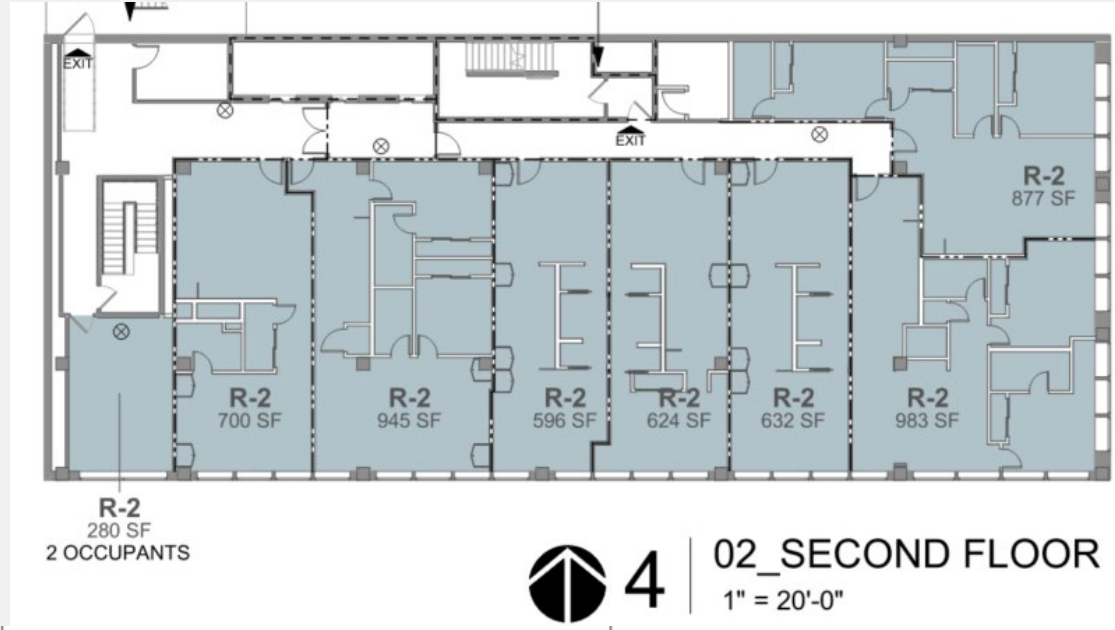 EXIT
EXIT
R-2
877 SF
R-2
700 SF
R-2
945 SF
R-2
596 SF
R-2
624 SF
R-2
632 SF
R-2
983 SF
R-2
280 SF
2 OCCUPANTS
4
02_SECOND FLOOR
1" = 20'-0"